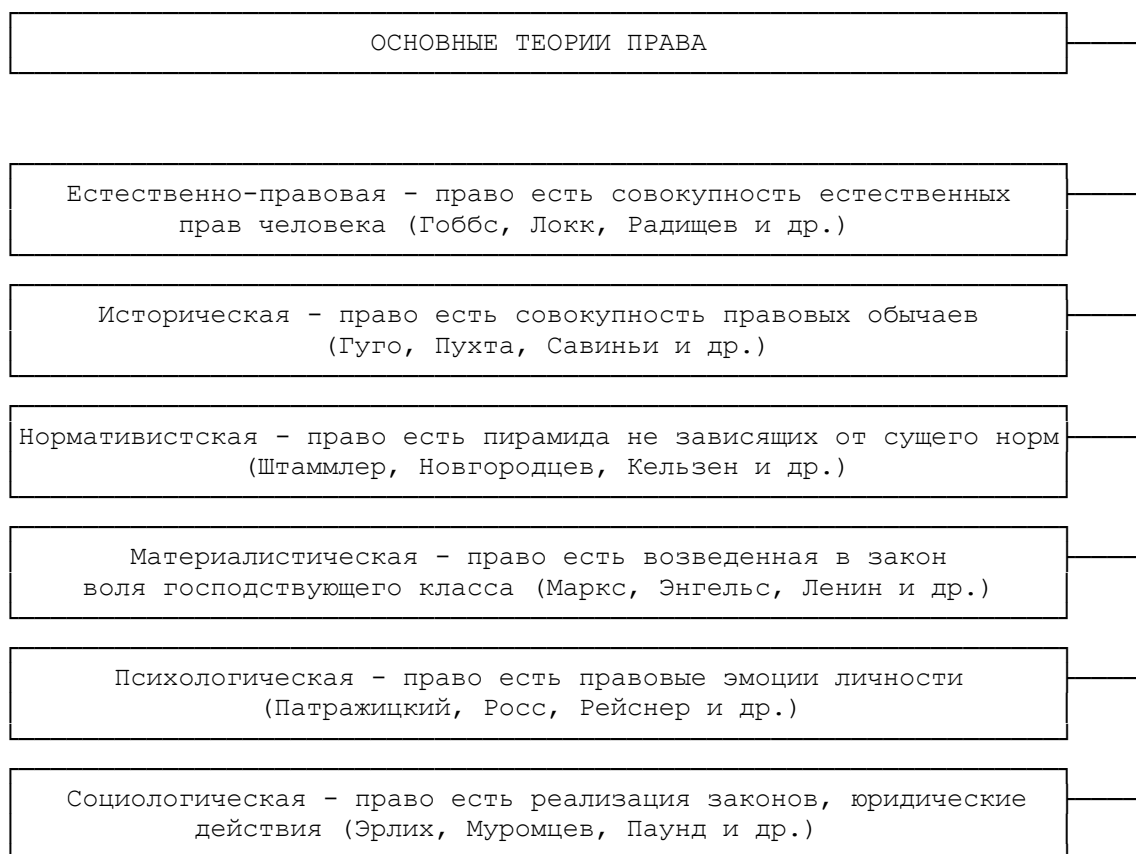 ОСНОВНЫЕ ТЕОРИИ ПРАВА
Естественно-правовая - право есть совокупность естественных
прав человека (Гоббс, Локк, Радищев и др.)
Историческая - право есть совокупность правовых обычаев
(Гуго, Пухта, Савиньи и др.)
Нормативистская - право есть пирамида не зависящих от сущего норм
(Штаммлер, Новгородцев, Кельзен и др.)
Материалистическая - право есть возведенная в закон
воля господствующего класса (Маркс, Энгельс, Ленин и др.)
Психологическая - право есть правовые эмоции личности
(Патражицкий, Росс, Рейснер и др.)
Социологическая - право есть реализация законов, юридические
действия (Эрлих, Муромцев, Паунд и др.)